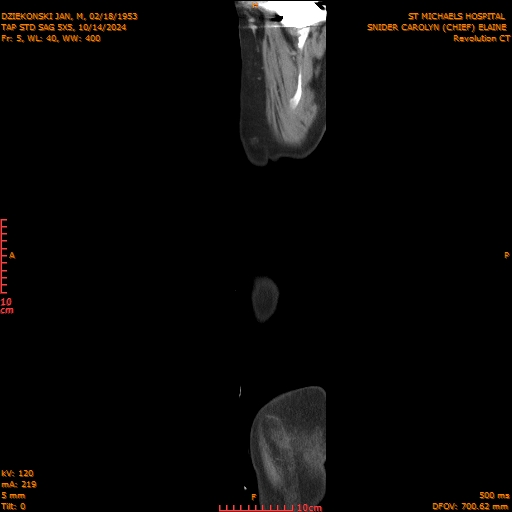 DZIEKONSKI JAN, M, 02/18/1953
TAP STD SAG 5X5, 10/14/2024
Fr: 5, WL: 40, WW: 400
ST MICHAELS HOSPITAL
SNIDER CAROLYN (CHIEF) ELAINE
Revolution CT
A
P
10
cm
kV: 120
mA: 219
5 mm
Tilt: 0
F
10cm
500 ms
DFOV: 700.62 mm